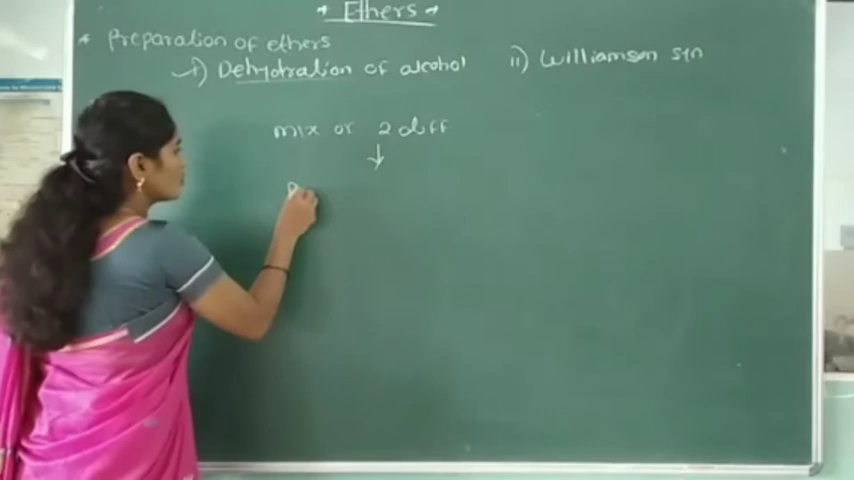 * Ethers *
* Preparation of ethers
i) Dehydration of alcohol ii) Williamson syn
mix or 2 diff
↓